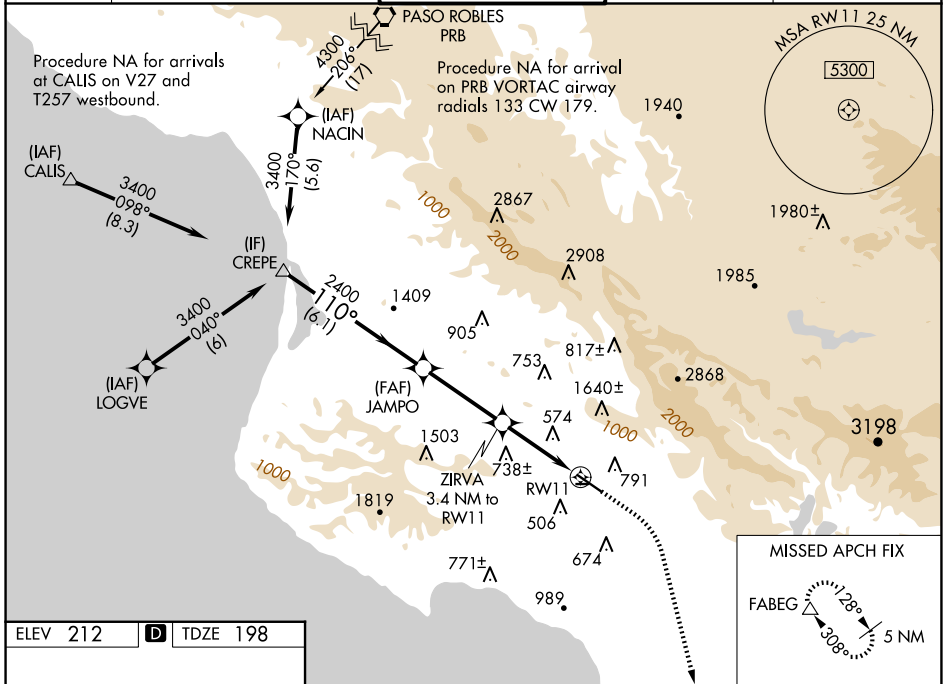 PASO ROBLES
PRB
MSA RW11 25 NM
5300
Procedure NA for arrivals
at CALIS on V27 and
T257 westbound.
4300
206°
(17)
Procedure NA for arrival
on PRB VORTAC airway
radials 133 CW 179.
1940
(IAF)
NACIN
(IAF)
CALIS
3400
098°
(8.3)
3400
170°
(5.6)
1000
2867
2000
1980±
(IF)
CREPE
2908
1985
2400
110°
(6.1)
1409
3400
040°
(6)
905
817±
753
2868
(IAF)
LOGVE
(FAF)
JAMPO
1640±
574
1000
2000
3198
1503
738±
791
1000
ZIRVA
3.4 NM to
RW11
RW11
1819
506
674
771±
989
MISSED APCH FIX
FABEG
128°
308°
5 NM
ELEV 212 D TDZE 198